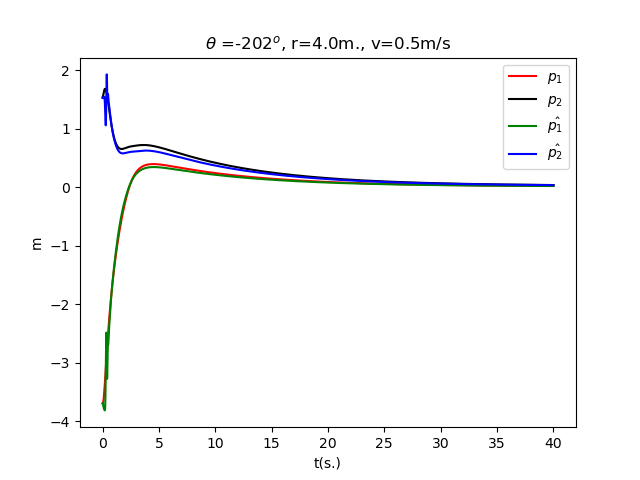 θ =-202°, r=4.0m., v=0.5m/s
p₁
p₂
p̂₁
p̂₂
2
1
0
−1
−2
−3
−4
m
0 5 10 15 20 25 30 35 40
t(s.)